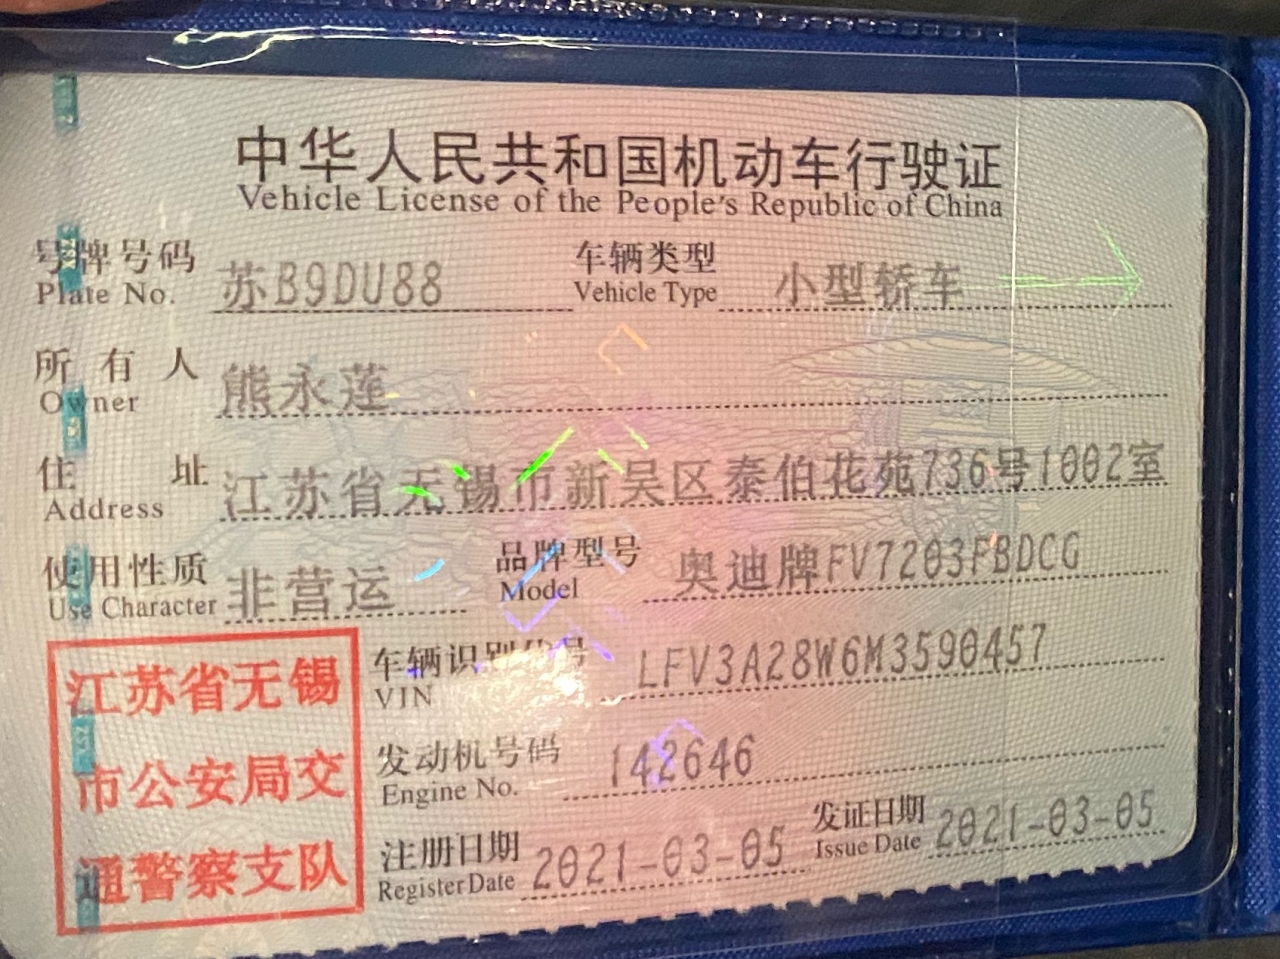 中华人民共和国机动车行驶证
Vehicle License of the People's Republic of China
号牌号码 苏B9DU88 车辆类型 小型轿车
Plate No. Vehicle Type
所有人 熊永莲
Owner
住址 江苏省无锡市新吴区泰伯花苑736号1002室
Address
使用性质 非营运 品牌型号 奥迪牌FV7203FBDCG
Use Character Model
江苏省无锡
市公安局交
通警察支队
车辆识别代号 LFV3A28W6M3590457
VIN
发动机号码 142646
Engine No.
注册日期 2021-03-05 发证日期 2021-03-05
Register Date Issue Date